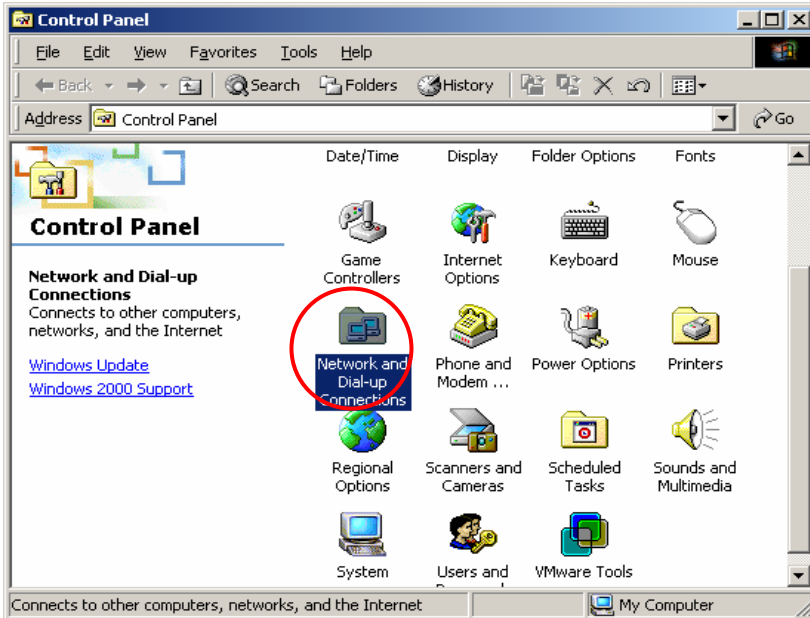 Control Panel
File Edit View Favorites Tools Help
Back Search Folders History
Address Control Panel Go
Control Panel
Network and Dial-up
Connections
Connects to other computers,
networks, and the Internet
Windows Update
Windows 2000 Support
Date/Time Display Folder Options Fonts
Game
Controllers
Internet
Options
Keyboard
Mouse
Network and
Dial-up
Connections
Phone and
Modem ...
Power Options
Printers
Regional
Options
Scanners and
Cameras
Scheduled
Tasks
Sounds and
Multimedia
System
Users and
VMware Tools
Connects to other computers, networks, and the Internet
My Computer